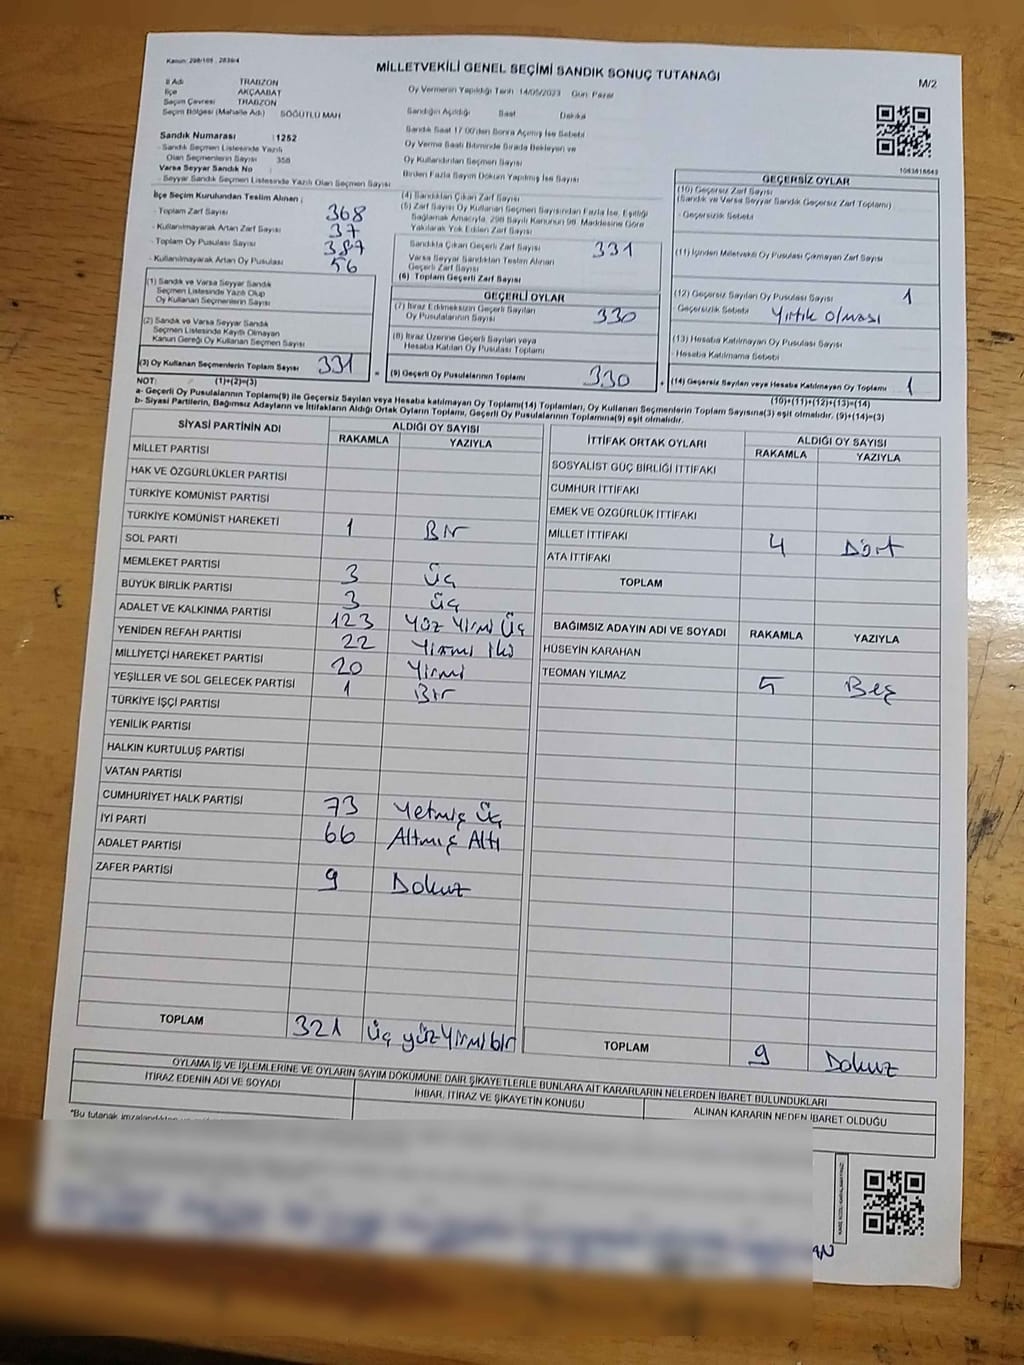 Kanun: 298/105 , 2839/4
MİLLETVEKİLİ GENEL SEÇİMİ SANDIK SONUÇ TUTANAĞI
M/2
İl Adı TRABZON
İlçe AKÇAABAT
Seçim Çevresi TRABZON
Seçim Bölgesi (Mahalle Adı) SÖĞÜTLÜ MAH
Oy Vermenin Yapıldığı Tarih 14/05/2023 Gün: Pazar
Sandığın Açıldığı Saat Dakika
Sandık Saat 17:00'den Sonra Açılmış İse Sebebi
Oy Verme Saati Bitiminde Sırada Bekleyen ve
Oy Kullandırılan Seçmen Sayısı
Birden Fazla Sayım Döküm Yapılmış İse Sayısı
Sandık Numarası : 1252
- Sandık Seçmen Listesinde Yazılı
Olan Seçmenlerin Sayısı 358
Varsa Seyyar Sandık No :
- Seyyar Sandık Seçmen Listesinde Yazılı Olan Seçmen Sayısı
İlçe Seçim Kurulundan Teslim Alınan ;
- Toplam Zarf Sayısı 368
- Kullanılmayarak Artan Zarf Sayısı 37
- Toplam Oy Pusulası Sayısı 387
- Kullanılmayarak Artan Oy Pusulası 56
(1) Sandık ve Varsa Seyyar Sandık
Seçmen Listesinde Yazılı Olup
Oy Kullanan Seçmenlerin Sayısı
(2) Sandık ve Varsa Seyyar Sandık
Seçmen Listesinde Kayıtlı Olmayan
Kanun Gereği Oy Kullanan Seçmen Sayısı
(3) Oy Kullanan Seçmenlerin Toplam Sayısı 331
(4) Sandıktan Çıkan Zarf Sayısı
(5) Zarf Sayısı Oy Kullanan Seçmen Sayısından Fazla İse, Eşitliği
Sağlamak Amacıyla, 298 Sayılı Kanunun 98. Maddesine Göre
Yakılarak Yok Edilen Zarf Sayısı
Sandıkta Çıkan Geçerli Zarf Sayısı 331
Varsa Seyyar Sandıktan Teslim Alınan
Geçerli Zarf Sayısı
(6) Toplam Geçerli Zarf Sayısı
GEÇERLİ OYLAR
(7) İtiraz Edilmeksizin Geçerli Sayılan
Oy Pusulalarının Sayısı 330
(8) İtiraz Üzerine Geçerli Sayılan veya
Hesaba Katılan Oy Pusulası Toplamı
(9) Geçerli Oy Pusulalarının Toplamı 330
GEÇERSİZ OYLAR
(10) Geçersiz Zarf Sayısı
(Sandık ve Varsa Seyyar Sandık Geçersiz Zarf Toplamı)
- Geçersizlik Sebebi
(11) İçinden Milletvekili Oy Pusulası Çıkmayan Zarf Sayısı
(12) Geçersiz Sayılan Oy Pusulası Sayısı 1
Geçersizlik Sebebi Yırtık olması
(13) Hesaba Katılmayan Oy Pusulası Sayısı
- Hesaba Katılmama Sebebi
(14) Geçersiz Sayılan veya Hesaba Katılmayan Oy Toplamı 1
NOT: (1)+(2)=(3) (10)+(11)+(12)+(13)=(14)
a- Geçerli Oy Pusulalarının Toplamı(9) ile Geçersiz Sayılan veya Hesaba katılmayan Oy Toplamı(14) Toplamları, Oy Kullanan Seçmenlerin Toplam Sayısına(3) eşit olmalıdır. (9)+(14)=(3)
b- Siyasi Partilerin, Bağımsız Adayların ve İttifakların Aldığı Ortak Oyların Toplamı, Geçerli Oy Pusulalarının Toplamına(9) eşit olmalıdır.
SİYASİ PARTİNİN ADI ALDIĞI OY SAYISI
RAKAMLA YAZIYLA
MİLLET PARTİSİ
HAK VE ÖZGÜRLÜKLER PARTİSİ
TÜRKİYE KOMÜNİST PARTİSİ
TÜRKİYE KOMÜNİST HAREKETİ 1 Bir
SOL PARTİ
MEMLEKET PARTİSİ 3 Üç
BÜYÜK BİRLİK PARTİSİ 3 üç
ADALET VE KALKINMA PARTİSİ 123 Yüz Yirmi Üç
YENİDEN REFAH PARTİSİ 22 Yirmi iki
MİLLİYETÇİ HAREKET PARTİSİ 20 Yirmi
YEŞİLLER VE SOL GELECEK PARTİSİ 1 Bir
TÜRKİYE İŞÇİ PARTİSİ
YENİLİK PARTİSİ
HALKIN KURTULUŞ PARTİSİ
VATAN PARTİSİ
CUMHURİYET HALK PARTİSİ 73 Yetmiş Üç
İYİ PARTİ 66 Altmış Altı
ADALET PARTİSİ
ZAFER PARTİSİ 9 Dokuz
TOPLAM 321 üç yüz Yirmi bir
İTTİFAK ORTAK OYLARI ALDIĞI OY SAYISI
RAKAMLA YAZIYLA
SOSYALİST GÜÇ BİRLİĞİ İTTİFAKI
CUMHUR İTTİFAKI
EMEK VE ÖZGÜRLÜK İTTİFAKI
MİLLET İTTİFAKI 4 Dört
ATA İTTİFAKI
TOPLAM
BAĞIMSIZ ADAYIN ADI VE SOYADI RAKAMLA YAZIYLA
HÜSEYİN KARAHAN
TEOMAN YILMAZ 5 Beş
TOPLAM 9 Dokuz
OYLAMA İŞ VE İŞLEMLERİNE VE OYLARIN SAYIM DÖKÜMÜNE DAİR ŞİKAYETLERLE BUNLARA AİT KARARLARIN NELERDEN İBARET BULUNDUKLARI
İTİRAZ EDENİN ADI VE SOYADI
İHBAR, İTİRAZ VE ŞİKAYETİN KONUSU
ALINAN KARARIN NEDEN İBARET OLDUĞU